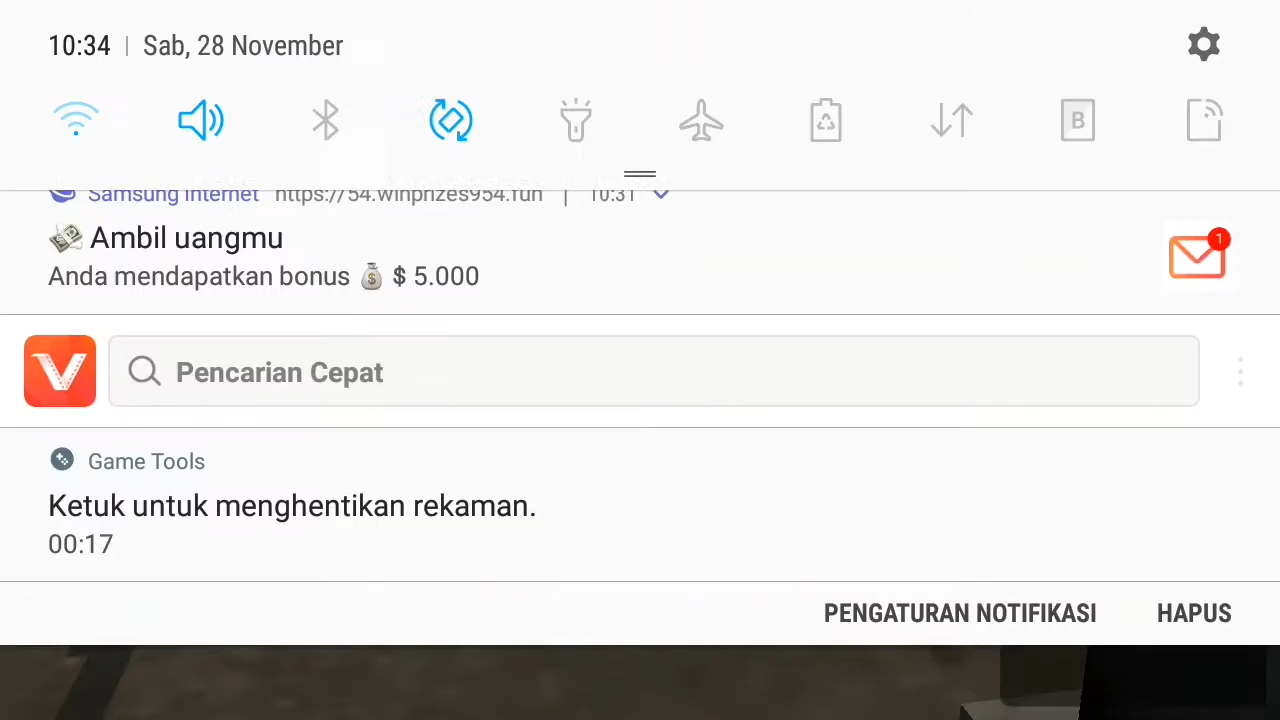 10:34 | Sab, 28 November
B
Samsung Internet https://54.winprizes954.fun | 10:31
💸 Ambil uangmu
Anda mendapatkan bonus 💰 $ 5.000
1
V
Pencarian Cepat
Game Tools
Ketuk untuk menghentikan rekaman.
00:17
PENGATURAN NOTIFIKASI HAPUS